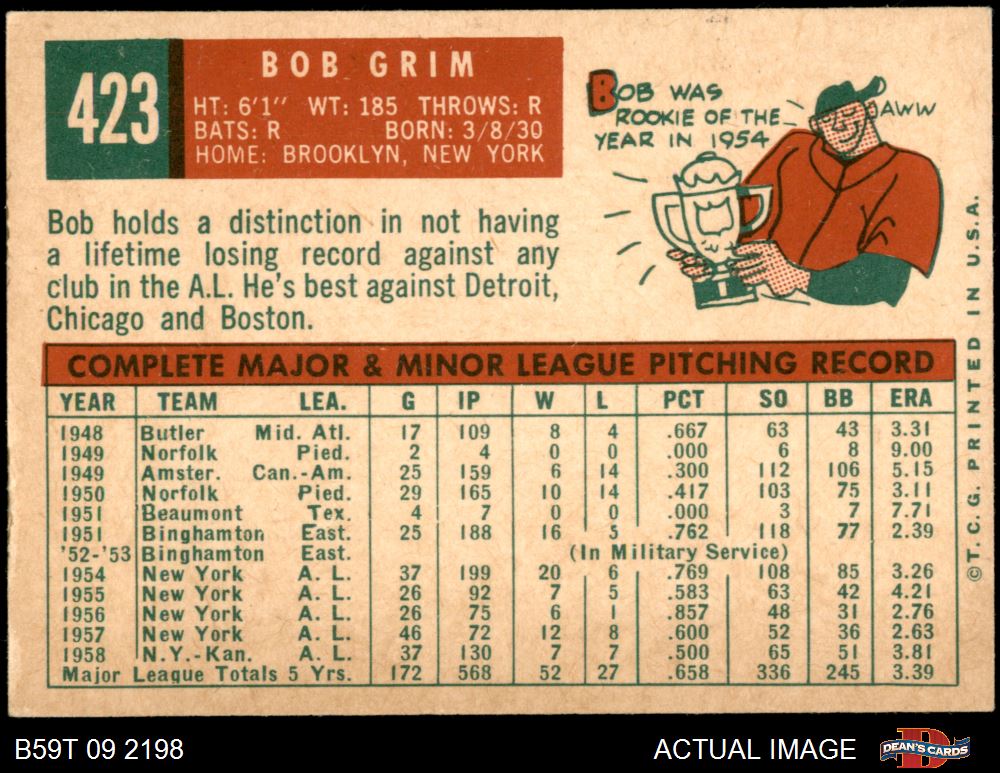 423
BOB GRIM
HT: 6'1" WT: 185 THROWS: R
BATS: R BORN: 3/8/30
HOME: BROOKLYN, NEW YORK
BOB WAS
ROOKIE OF THE
YEAR IN 1954
AWW
Bob holds a distinction in not having
a lifetime losing record against any
club in the A.L. He's best against Detroit,
Chicago and Boston.
COMPLETE MAJOR & MINOR LEAGUE PITCHING RECORD
YEAR TEAM LEA. G IP W L PCT SO BB ERA
1948 Butler Mid. Atl. 17 109 8 4 .667 63 43 3.31
1949 Norfolk Pied. 2 4 0 0 .000 6 8 9.00
1949 Amster. Can.-Am. 25 159 6 14 .300 112 106 5.15
1950 Norfolk Pied. 29 165 10 14 .417 103 75 3.11
1951 Beaumont Tex. 4 7 0 0 .000 3 7 7.71
1951 Binghamton East. 25 188 16 5 .762 118 77 2.39
'52-'53 Binghamton East. (In Military Service)
1954 New York A. L. 37 199 20 6 .769 108 85 3.26
1955 New York A. L. 26 92 7 5 .583 63 42 4.21
1956 New York A. L. 26 75 6 1 .857 48 31 2.76
1957 New York A. L. 46 72 12 8 .600 52 36 2.63
1958 N.Y.-Kan. A. L. 37 130 7 7 .500 65 51 3.81
Major League Totals 5 Yrs. 172 568 52 27 .658 336 245 3.39
©T.C.G. PRINTED IN U.S.A.
B59T 09 2198
ACTUAL IMAGE
DEAN'S CARDS